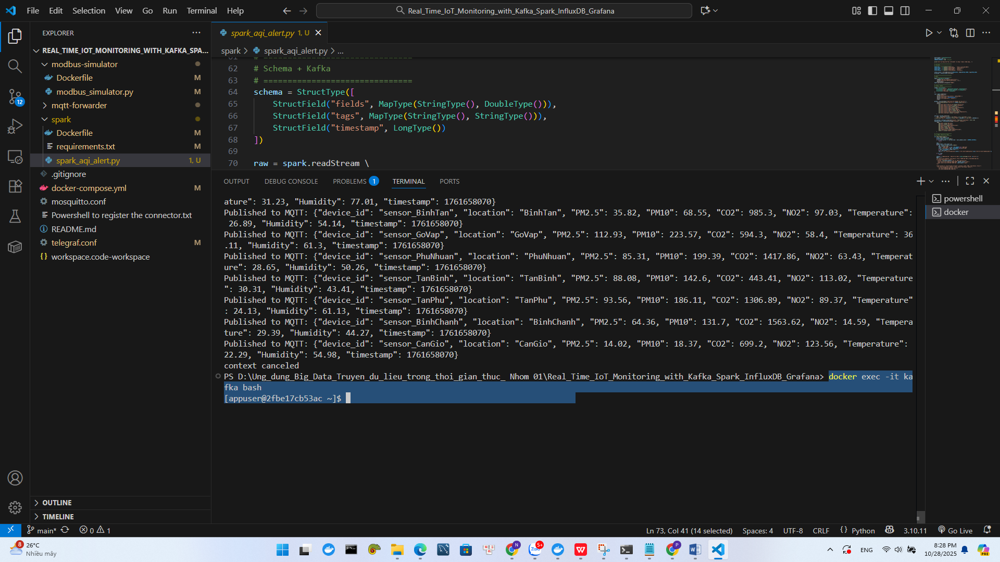 File Edit Selection View Go Run Terminal Help
Real_Time_IoT_Monitoring_with_Kafka_Spark_InfluxDB_Grafana
EXPLORER
REAL_TIME_IOT_MONITORING_WITH_KAFKA_SPA...
modbus-simulator
Dockerfile M
modbus_simulator.py M
mqtt-forwarder
spark
Dockerfile M
requirements.txt M
spark_aqi_alert.py 1, U
.gitignore
docker-compose.yml M
mosquitto.conf
Powershell to register the connector.txt
README.md
telegraf.conf M
workspace.code-workspace
OUTLINE
TIMELINE
12
spark_aqi_alert.py 1, U
spark > spark_aqi_alert.py > ...
61 # ===============================
62 # Schema + Kafka
63 # ===============================
64 schema = StructType([
65 StructField("fields", MapType(StringType(), DoubleType())),
66 StructField("tags", MapType(StringType(), StringType())),
67 StructField("timestamp", LongType())
68 ])
69
70 raw = spark.readStream \
OUTPUT DEBUG CONSOLE PROBLEMS 1 TERMINAL PORTS
powershell
docker
ature": 31.23, "Humidity": 77.01, "timestamp": 1761658070}
Published to MQTT: {"device_id": "sensor_BinhTan", "location": "BinhTan", "PM2.5": 35.82, "PM10": 68.55, "CO2": 985.3, "NO2": 97.03, "Temperature":
26.89, "Humidity": 54.14, "timestamp": 1761658070}
Published to MQTT: {"device_id": "sensor_GoVap", "location": "GoVap", "PM2.5": 112.93, "PM10": 223.57, "CO2": 594.3, "NO2": 58.4, "Temperature": 36
.11, "Humidity": 61.3, "timestamp": 1761658070}
Published to MQTT: {"device_id": "sensor_PhuNhuan", "location": "PhuNhuan", "PM2.5": 85.31, "PM10": 199.39, "CO2": 1417.86, "NO2": 63.43, "Temperat
ure": 28.65, "Humidity": 50.26, "timestamp": 1761658070}
Published to MQTT: {"device_id": "sensor_TanBinh", "location": "TanBinh", "PM2.5": 88.08, "PM10": 142.6, "CO2": 443.41, "NO2": 113.02, "Temperature
": 30.31, "Humidity": 43.41, "timestamp": 1761658070}
Published to MQTT: {"device_id": "sensor_TanPhu", "location": "TanPhu", "PM2.5": 93.56, "PM10": 186.11, "CO2": 1306.89, "NO2": 89.37, "Temperature"
: 24.13, "Humidity": 61.13, "timestamp": 1761658070}
Published to MQTT: {"device_id": "sensor_BinhChanh", "location": "BinhChanh", "PM2.5": 64.36, "PM10": 131.7, "CO2": 1563.62, "NO2": 14.59, "Tempera
ture": 29.39, "Humidity": 44.27, "timestamp": 1761658070}
Published to MQTT: {"device_id": "sensor_CanGio", "location": "CanGio", "PM2.5": 14.02, "PM10": 18.37, "CO2": 699.2, "NO2": 123.56, "Temperature":
22.29, "Humidity": 54.98, "timestamp": 1761658070}
context canceled
PS D:\Ung_dung_Big_Data_Truyen_du_lieu_trong_thoi_gian_thuc_ Nhom 01\Real_Time_IoT_Monitoring_with_Kafka_Spark_InfluxDB_Grafana> docker exec -it ka
fka bash
[appuser@2fbe17cb53ac ~]$
main* 0 1
Ln 73, Col 41 (14 selected) Spaces: 4 UTF-8 CRLF {} Python 3.10.11 Go Live
8
26°C
Nhiều mây
N
Zalo 5+
P
ENG
8:28 PM
10/28/2025
PRE